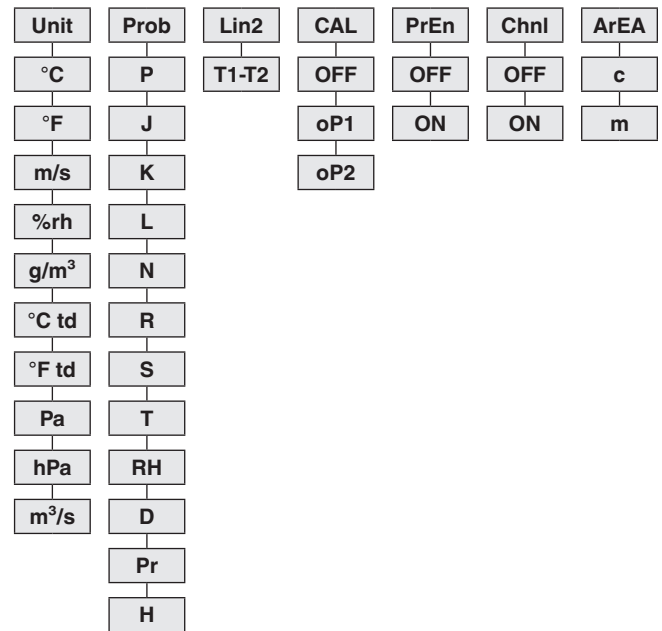 Unit Prob Lin2 CAL PrEn Chnl ArEA
°C P T1-T2 OFF OFF OFF c
°F J oP1 ON ON m
m/s K oP2
%rh L
g/m³ N
°C td R
°F td S
Pa T
hPa RH
m³/s D
Pr
H